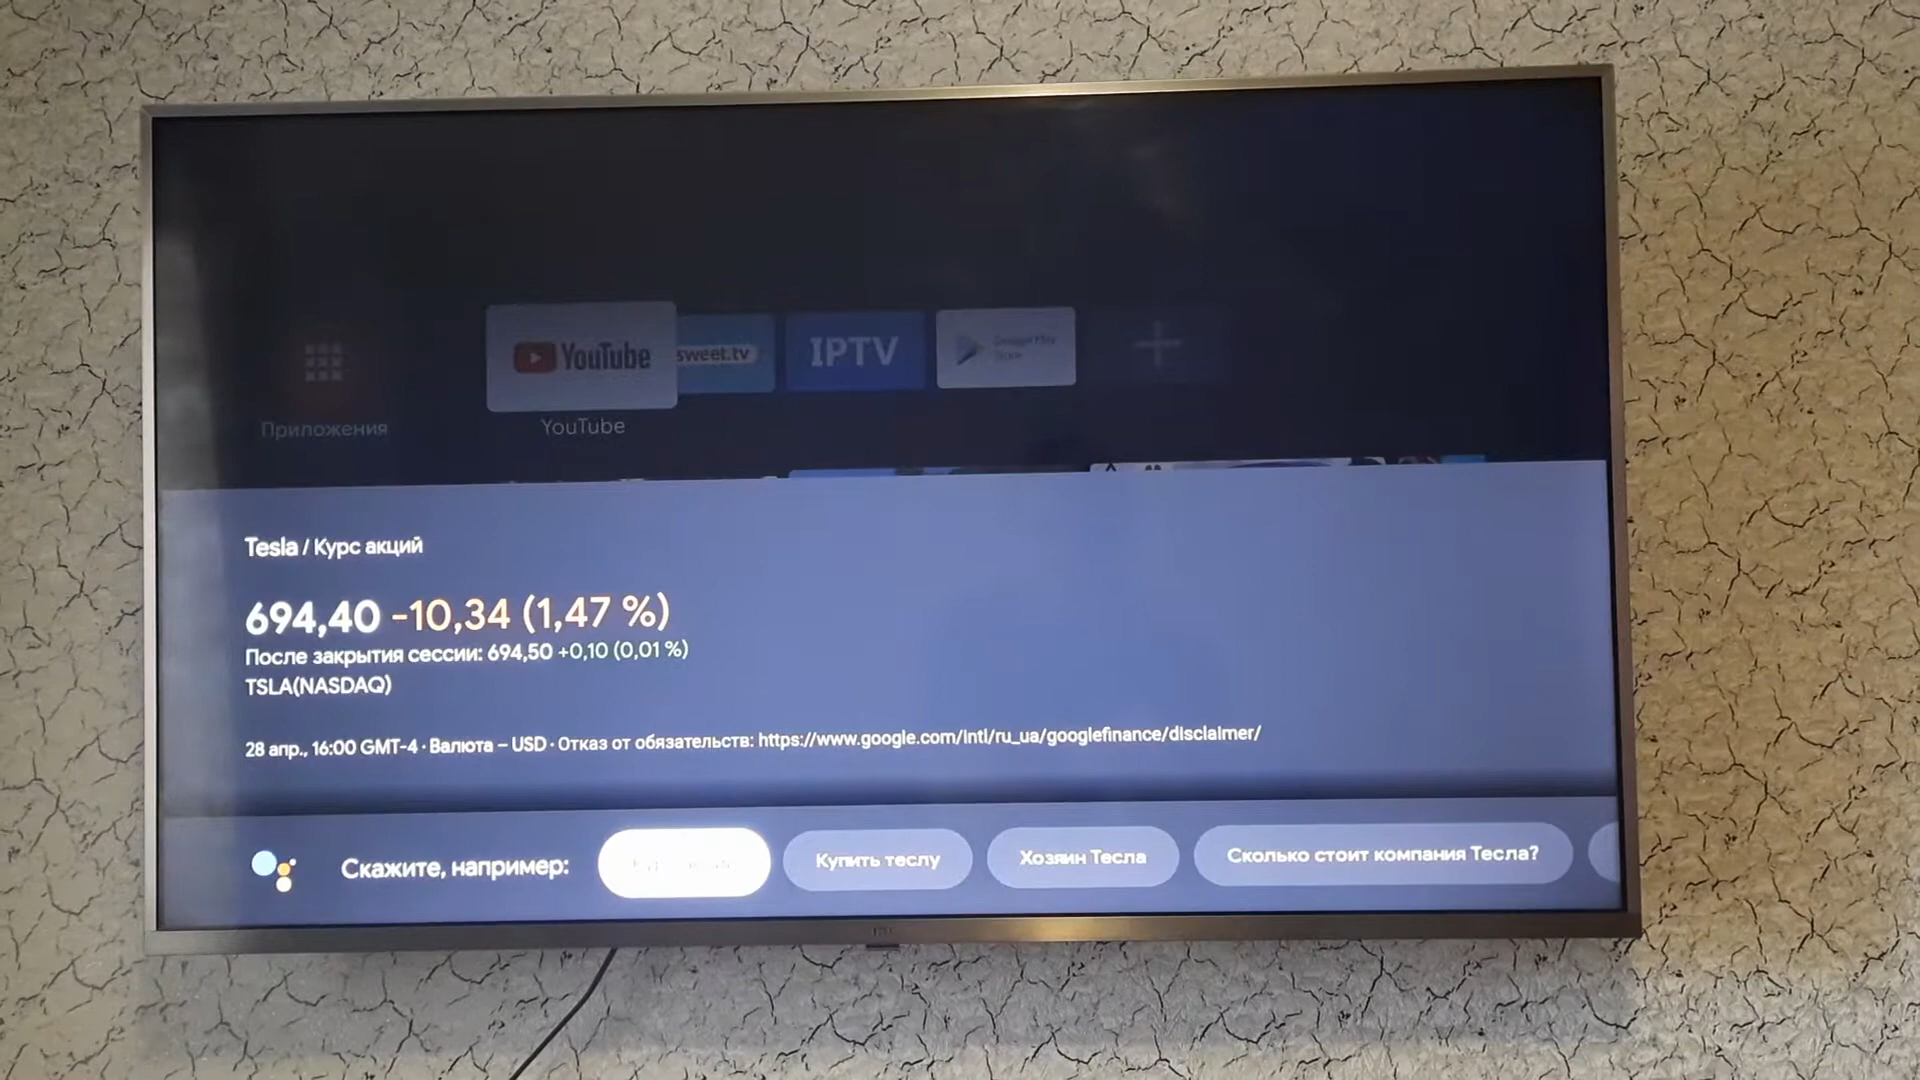 YouTube
sweet.tv
IPTV
Google Play
Приложения
YouTube
Tesla / Курс акций
694,40 -10,34 (1,47 %)
После закрытия сессии: 694,50 +0,10 (0,01 %)
TSLA(NASDAQ)
28 апр., 16:00 GMT-4 · Валюта – USD · Отказ от обязательств: https://www.google.com/intl/ru_ua/googlefinance/disclaimer/
Скажите, например:
Купить теслу
Хозяин Тесла
Сколько стоит компания Тесла?